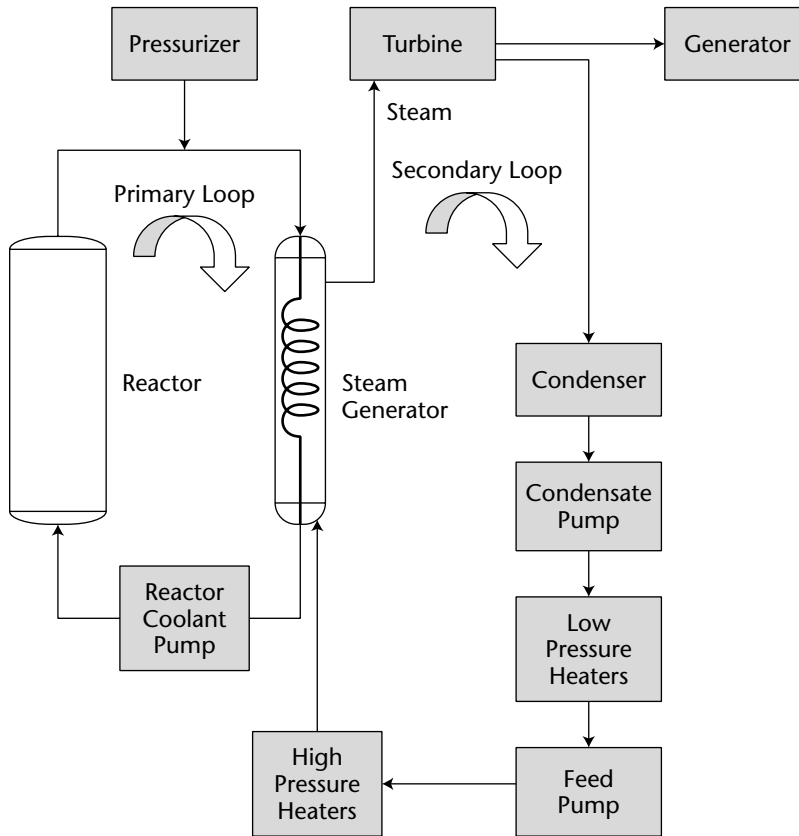 Pressurizer
Turbine
Generator
Steam
Primary Loop
Secondary Loop
Reactor
Steam
Generator
Condenser
Condensate
Pump
Reactor
Coolant
Pump
Low
Pressure
Heaters
High
Pressure
Heaters
Feed
Pump